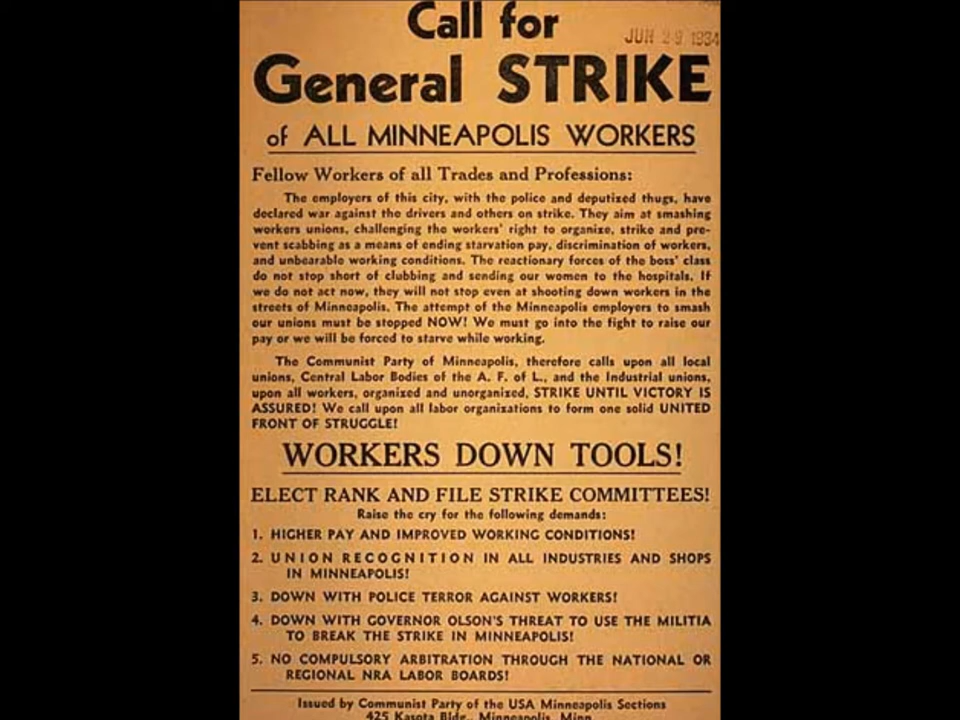 Call for
JUN 29 1934
General STRIKE
of ALL MINNEAPOLIS WORKERS
Fellow Workers of all Trades and Professions:
The employers of this city, with the police and deputized thugs, have
declared war against the drivers and others on strike. They aim at smashing
workers unions, challenging the workers' right to organize, strike and pre-
vent scabbing as a means of ending starvation pay, discrimination of workers,
and unbearable working conditions. The reactionary forces of the boss' class
do not stop short of clubbing and sending our women to the hospitals. If
we do not act now, they will not stop even at shooting down workers in the
streets of Minneapolis. The attempt of the Minneapolis employers to smash
our unions must be stopped NOW! We must go into the fight to raise our
pay or we will be forced to starve while working.
The Communist Party of Minneapolis, therefore calls upon all local
unions, Central Labor Bodies of the A. F. of L., and the Industrial unions,
upon all workers, organized and unorganized, STRIKE UNTIL VICTORY IS
ASSURED! We call upon all labor organizations to form one solid UNITED
FRONT OF STRUGGLE!
WORKERS DOWN TOOLS!
ELECT RANK AND FILE STRIKE COMMITTEES!
Raise the cry for the following demands:
1. HIGHER PAY AND IMPROVED WORKING CONDITIONS!
2. UNION RECOGNITION IN ALL INDUSTRIES AND SHOPS
IN MINNEAPOLIS!
3. DOWN WITH POLICE TERROR AGAINST WORKERS!
4. DOWN WITH GOVERNOR OLSON'S THREAT TO USE THE MILITIA
TO BREAK THE STRIKE IN MINNEAPOLIS!
5. NO COMPULSORY ARBITRATION THROUGH THE NATIONAL OR
REGIONAL NRA LABOR BOARDS!
Issued by Communist Party of the USA Minneapolis Sections
425 Kasota Bldg., Minneapolis, Minn.